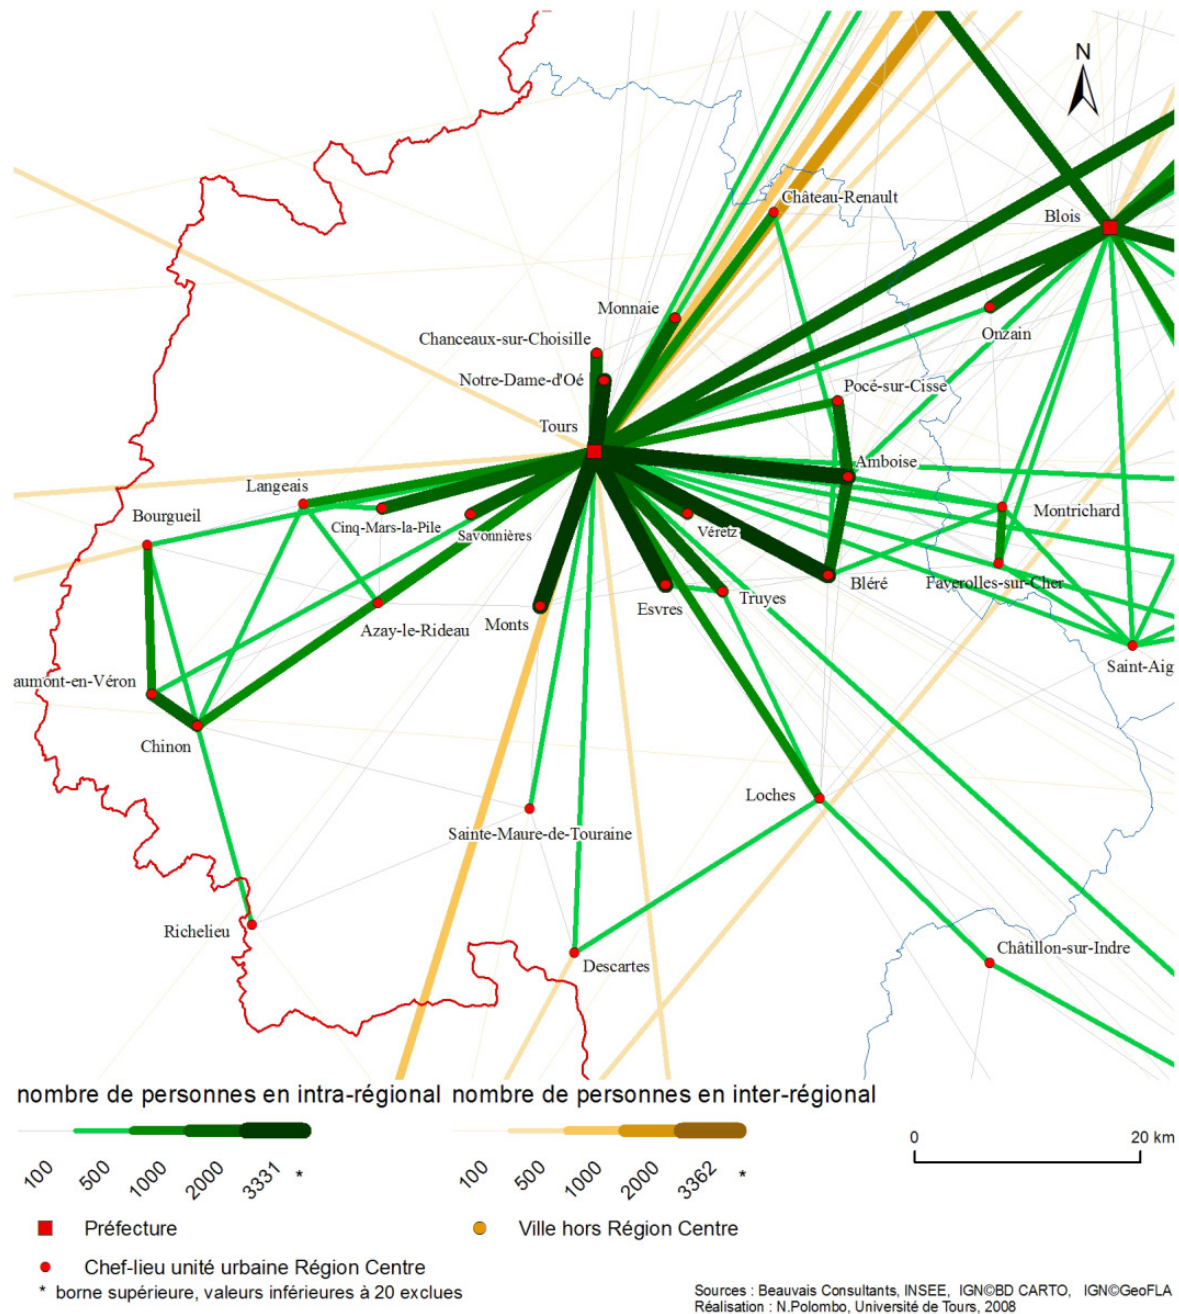 N
Château-Renault
Blois
Monnaie
Onzain
Chanceaux-sur-Choisille
Notre-Dame-d'Oé
Pocé-sur-Cisse
Tours
Amboise
Langeais
Bourgueil
Cinq-Mars-la-Pile
Savonnières
Véretz
Montrichard
Bléré
Faverolles-sur-Cher
Azay-le-Rideau
Monts
Esvres
Truyes
Saint-Aig
aumont-en-Véron
Chinon
Loches
Sainte-Maure-de-Touraine
Richelieu
Descartes
Châtillon-sur-Indre
nombre de personnes en intra-régional
100 500 1000 2000 3331 *
nombre de personnes en inter-régional
100 500 1000 2000 3362 *
0 20 km
Préfecture
Ville hors Région Centre
Chef-lieu unité urbaine Région Centre
* borne supérieure, valeurs inférieures à 20 exclues
Sources : Beauvais Consultants, INSEE, IGN©BD CARTO, IGN©GeoFLA
Réalisation : N.Polombo, Université de Tours, 2008